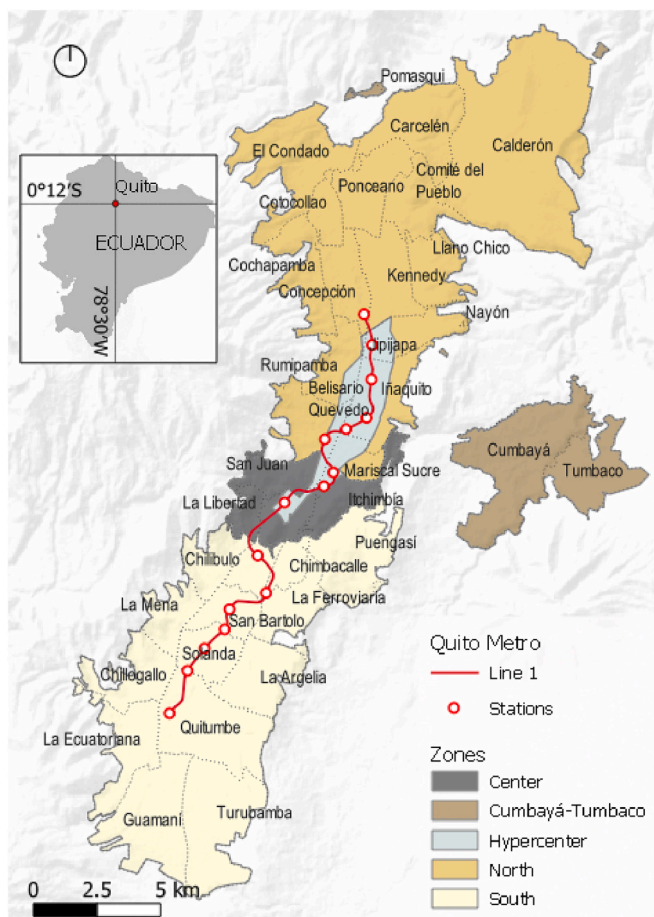 Pomasqui
Carcelén
Calderón
El Condado
Comité del
Pueblo
Ponceano
Cotocollao
Llano Chico
Cochapamba
Kennedy
Concepción
Nayón
Jipijapa
Rumipamba
Belisario
Quevedo
Iñaquito
Cumbayá
Tumbaco
San Juan
Mariscal Sucre
La Libertad
Itchimbía
Puengasí
Chilibulo
Chimbacalle
La Mena
La Ferroviaria
San Bartolo
Solanda
Chillogallo
La Argelia
La Ecuatoriana
Quitumbe
Guamaní
Turubamba
0°12'S
Quito
ECUADOR
78°30'W
Quito Metro
Line 1
Stations
Zones
Center
Cumbayá-Tumbaco
Hypercenter
North
South
0 2.5 5 km